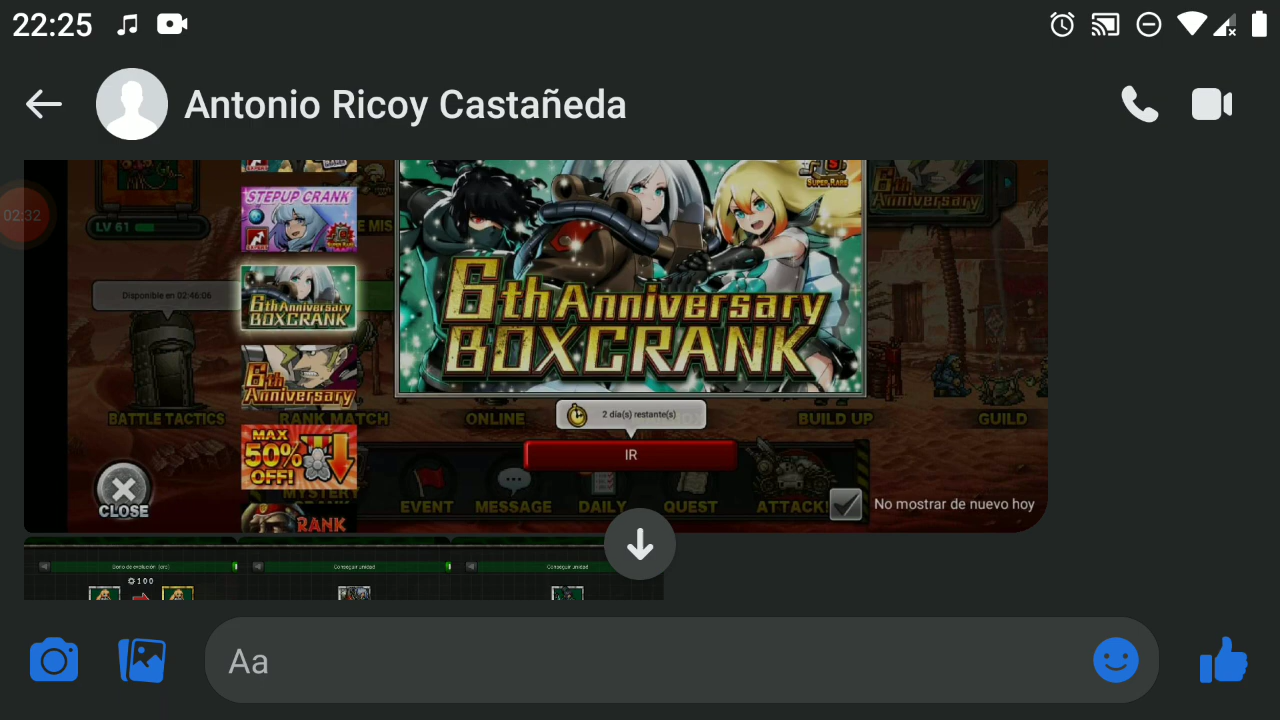 22:25
Antonio Ricoy Castañeda
02:32
LV 61
STEPUP CRANK
SUPER RARE
6th Anniversary
Disponible en 02:46:06
6th Anniversary
BOXCRANK
6th Anniversary
BOXCRANK
6th
Anniversary
2 día(s) restante(s)
BATTLE TACTICS
RANK MATCH
ONLINE
BUILD UP
GUILD
IR
MAX
50%
OFF!
MYSTERY
CLOSE
EVENT
MESSAGE
DAILY
QUEST
ATTACK!
No mostrar de nuevo hoy
RANK
Conseguir unidad
Conseguir unidad
100
Aa